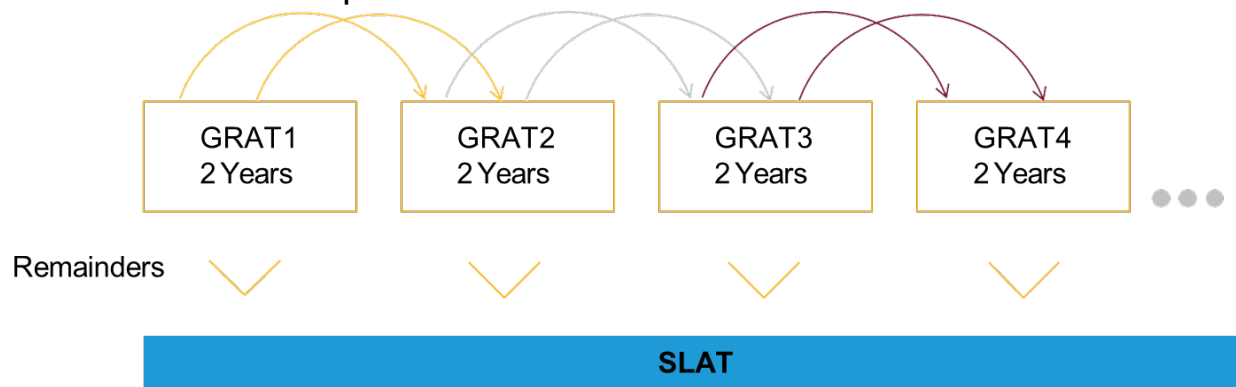 GRAT1
2 Years
GRAT2
2 Years
GRAT3
2 Years
GRAT4
2 Years
Remainders
SLAT